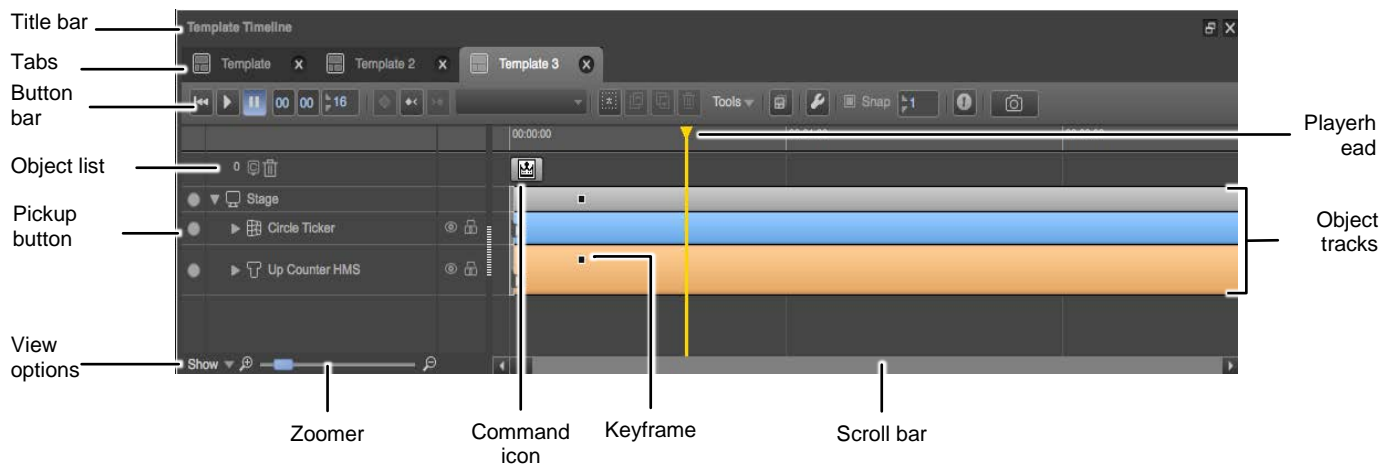 Title bar
Template Timeline
Tabs
Template
Template 2
Template 3
Button
bar
00 00 16
Tools
Snap
1
00:00:00
Playerh
ead
Object list
0
Stage
Pickup
button
Circle Ticker
Object
tracks
Up Counter HMS
View
options
Show
Zoomer
Command
icon
Keyframe
Scroll bar